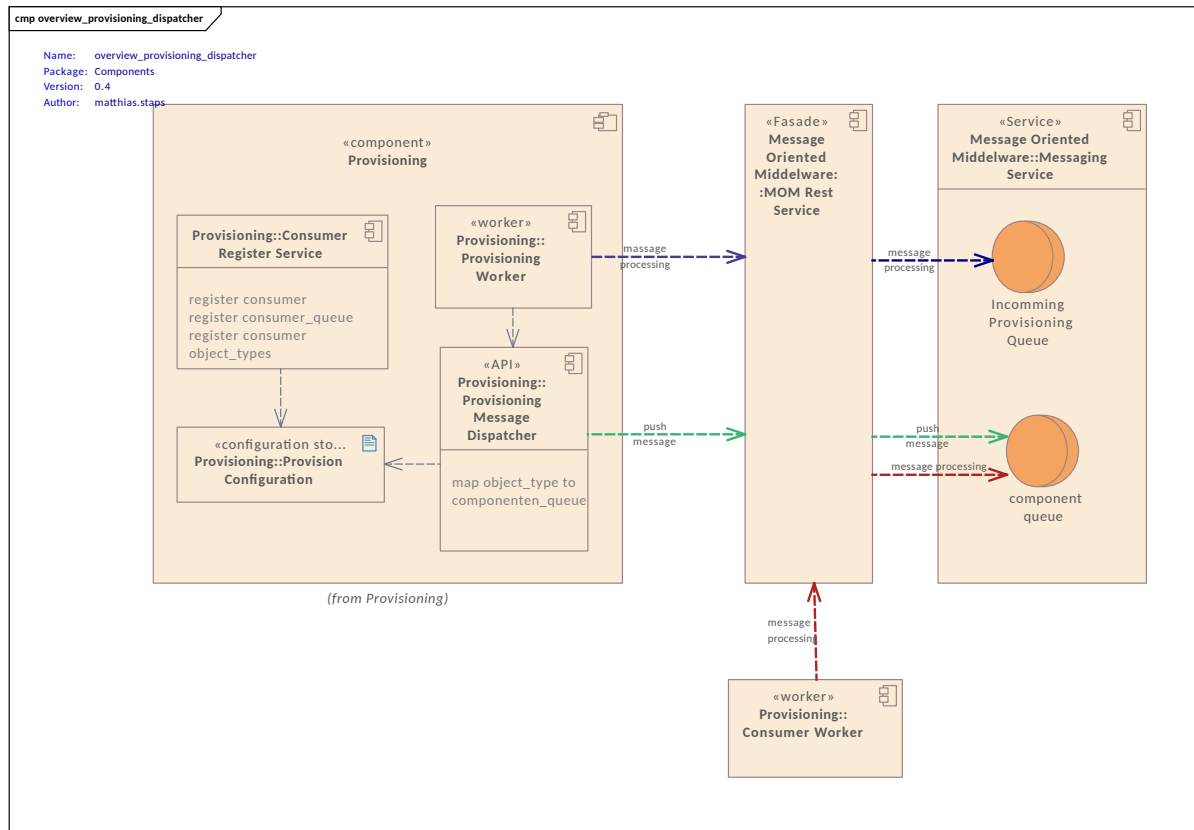 cmp overview_provisioning_dispatcher
Name: overview_provisioning_dispatcher
Package: Components
Version: 0.4
Author: matthias.staps
«component»
Provisioning
Provisioning::Consumer
Register Service
register consumer
register consumer_queue
register consumer
object_types
«worker»
Provisioning::
Provisioning
Worker
«API»
Provisioning::
Provisioning
Message
Dispatcher
map object_type to
componenten_queue
«configuration sto...
Provisioning::Provision
Configuration
(from Provisioning)
massage
processing
push
message
«Fasade»
Message
Oriented
Middelware:
:MOM Rest
Service
message
processing
push
message
message processing
«Service»
Message Oriented
Middelware::Messaging
Service
Incomming
Provisioning
Queue
component
queue
message
processing
«worker»
Provisioning::
Consumer Worker